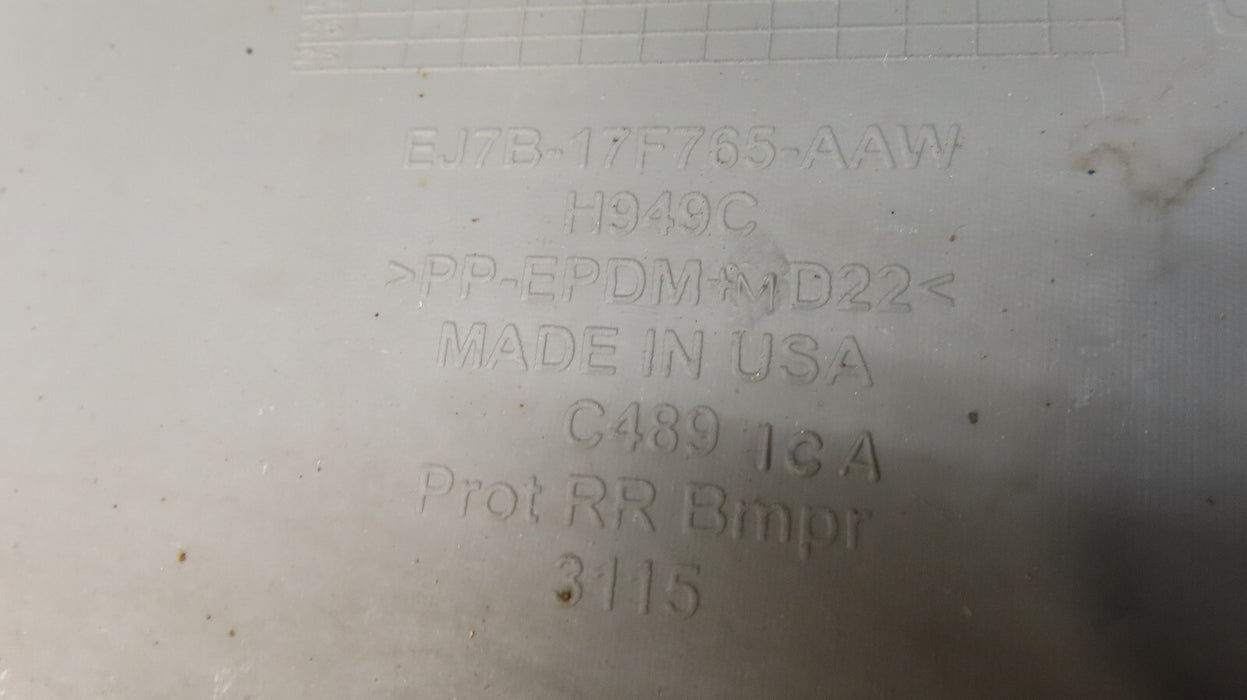 EJ7B-17F765-AAW
H949C
>PP-EPDM+MD22<
MADE IN USA
C489 ICA
Prot RR Bmpr
3115